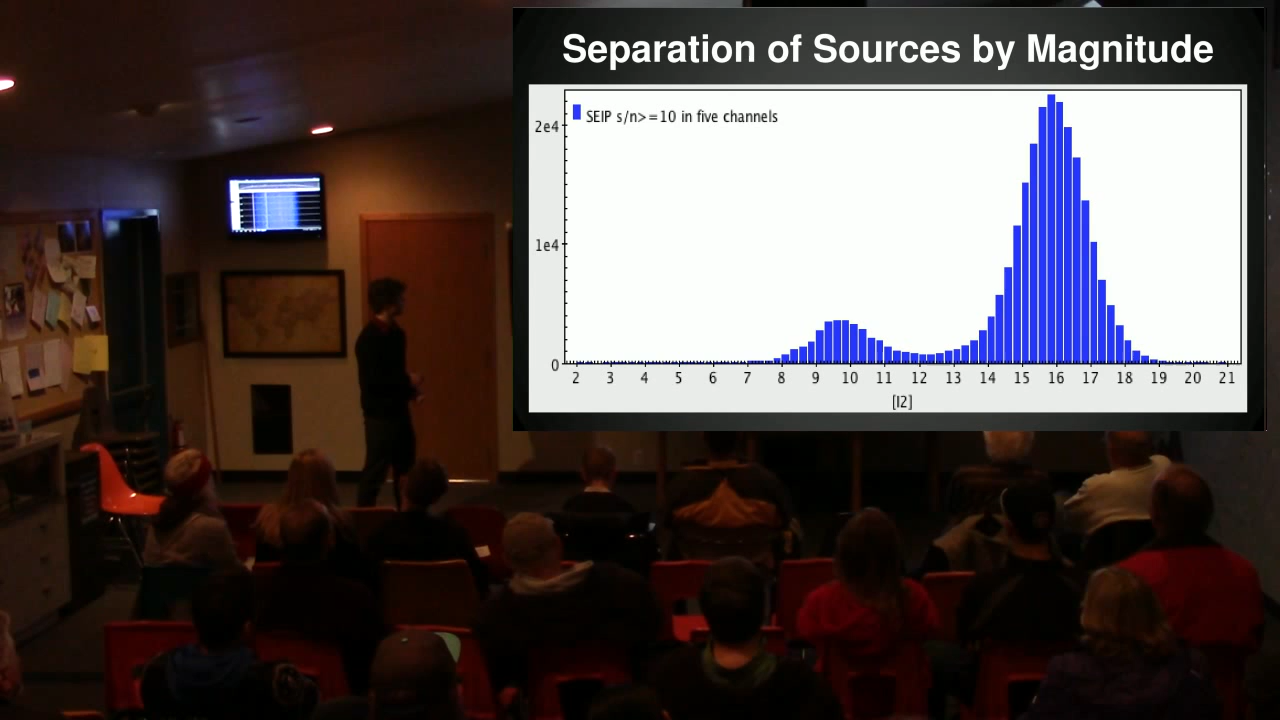 Separation of Sources by Magnitude
SEIP s/n>=10 in five channels
2e4
1e4
0
2 3 4 5 6 7 8 9 10 11 12 13 14 15 16 17 18 19 20 21
[I2]